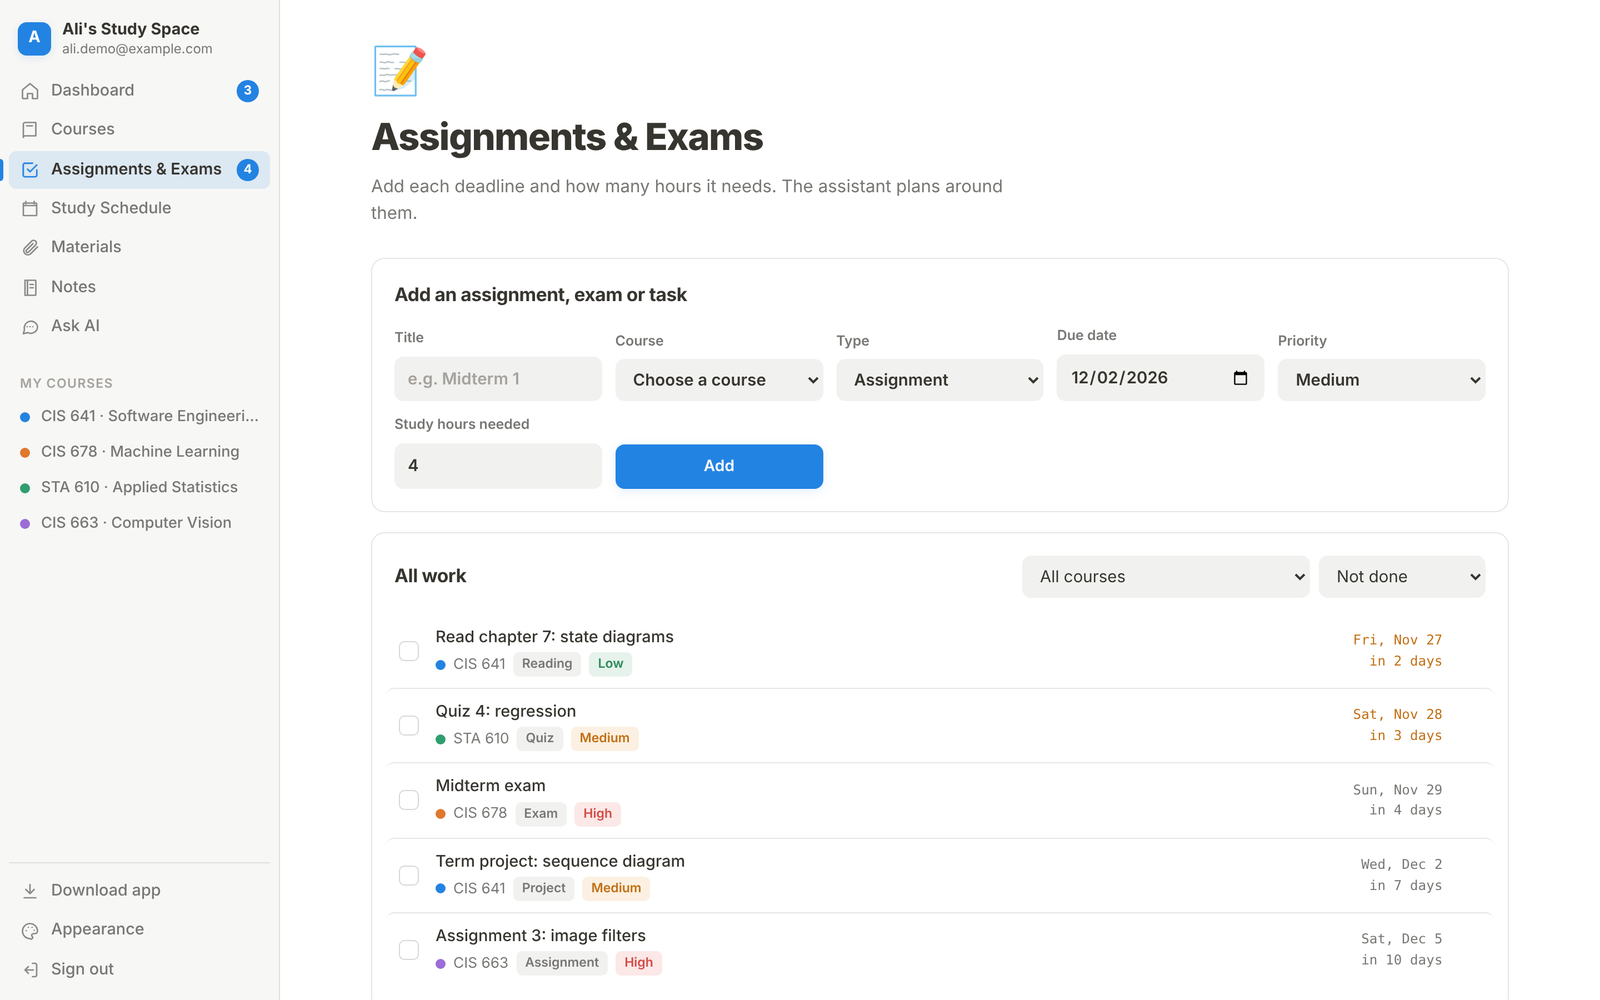 A
Ali's Study Space
ali.demo@example.com
Dashboard 3
Courses
Assignments & Exams 4
Study Schedule
Materials
Notes
Ask AI
MY COURSES
CIS 641 · Software Engineeri...
CIS 678 · Machine Learning
STA 610 · Applied Statistics
CIS 663 · Computer Vision
Download app
Appearance
Sign out
Assignments & Exams
Add each deadline and how many hours it needs. The assistant plans around
them.
Add an assignment, exam or task
Title Course Type Due date Priority
e.g. Midterm 1 Choose a course Assignment 12/02/2026 Medium
Study hours needed
4 Add
All work All courses Not done
Read chapter 7: state diagrams Fri, Nov 27
CIS 641 Reading Low in 2 days
Quiz 4: regression Sat, Nov 28
STA 610 Quiz Medium in 3 days
Midterm exam Sun, Nov 29
CIS 678 Exam High in 4 days
Term project: sequence diagram Wed, Dec 2
CIS 641 Project Medium in 7 days
Assignment 3: image filters Sat, Dec 5
CIS 663 Assignment High in 10 days